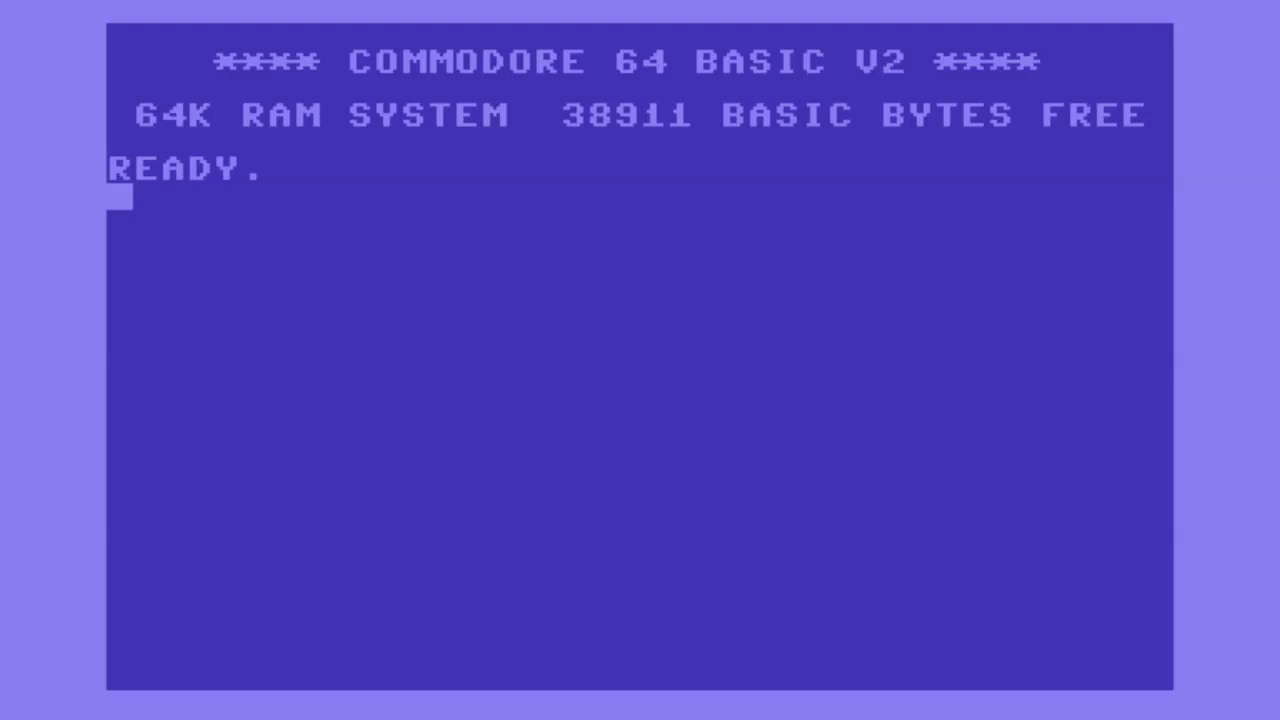 **** COMMODORE 64 BASIC V2 ****
64K RAM SYSTEM  38911 BASIC BYTES FREE
READY.